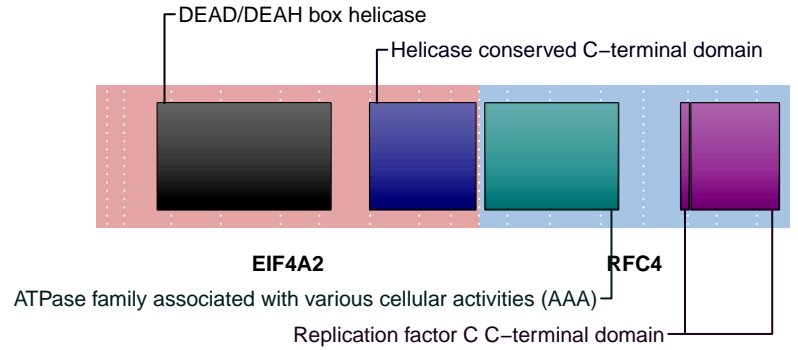 DEAD/DEAH box helicase
Helicase conserved C−terminal domain
EIF4A2
RFC4
ATPase family associated with various cellular activities (AAA)
Replication factor C C−terminal domain